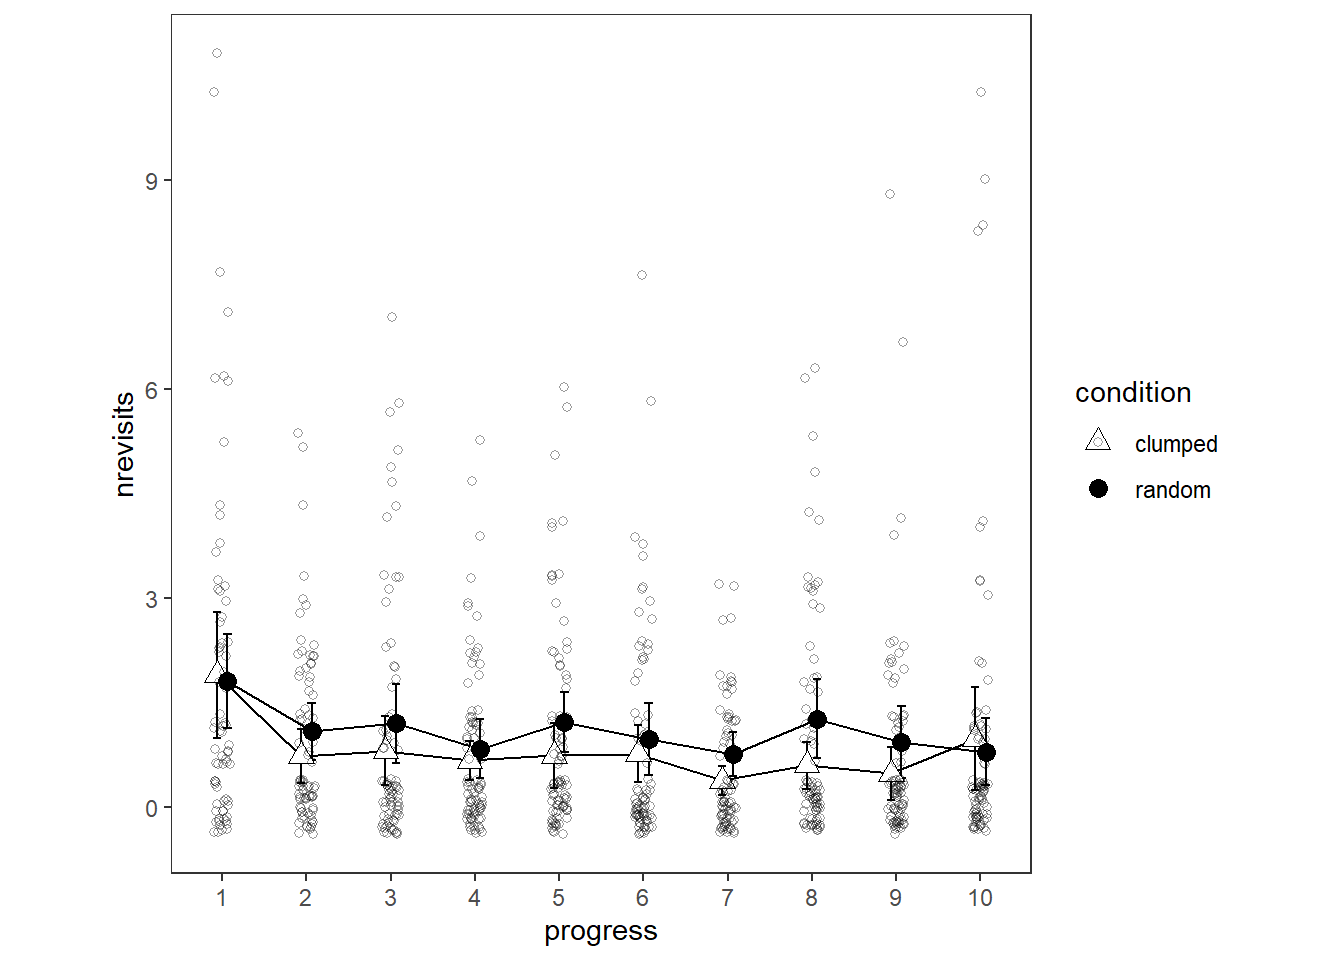 9
6
3
0
nrevisits
1 2 3 4 5 6 7 8 9 10
progress
condition
clumped
random